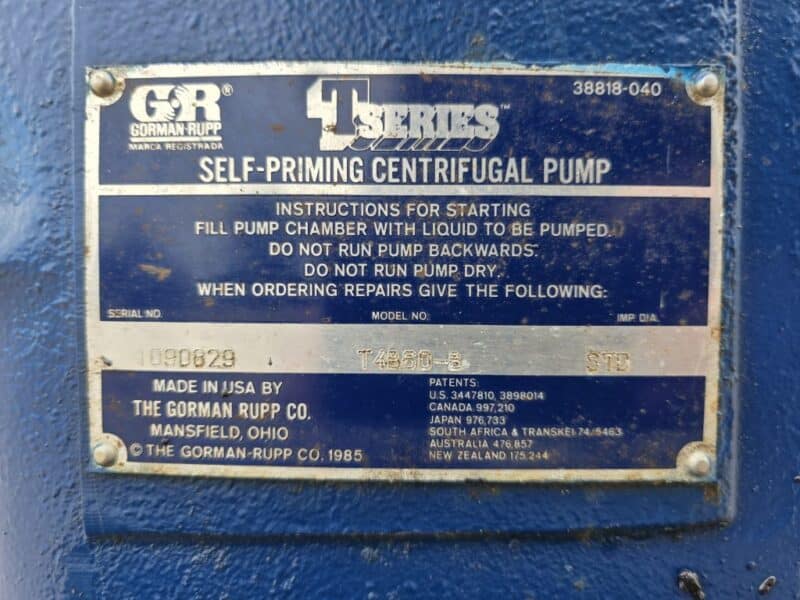 G&R®
GORMAN-RUPP
MARCA REGISTRADA
T SERIES™
38818-040
SELF-PRIMING CENTRIFUGAL PUMP
INSTRUCTIONS FOR STARTING
FILL PUMP CHAMBER WITH LIQUID TO BE PUMPED.
DO NOT RUN PUMP BACKWARDS.
DO NOT RUN PUMP DRY.
WHEN ORDERING REPAIRS GIVE THE FOLLOWING:
SERIAL NO. MODEL NO. IMP. DIA.
1090829 STD
MADE IN USA BY
THE GORMAN RUPP CO.
MANSFIELD, OHIO
© THE GORMAN-RUPP CO. 1985
PATENTS:
U.S. 3447810, 3898014
CANADA 997,210
JAPAN 976,733
SOUTH AFRICA & TRANSKEI 74/5463
AUSTRALIA 476,857
NEW ZEALAND 175,244